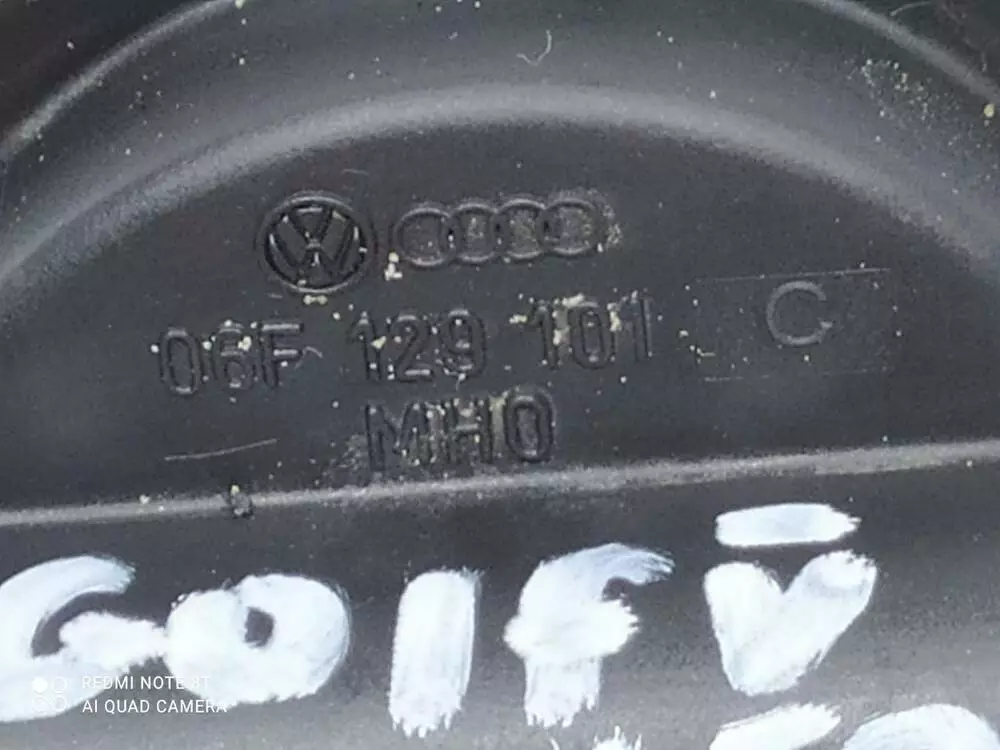 06F 129 101 C
MH0
GOlF V
REDMI NOTE 8T
AI QUAD CAMERA